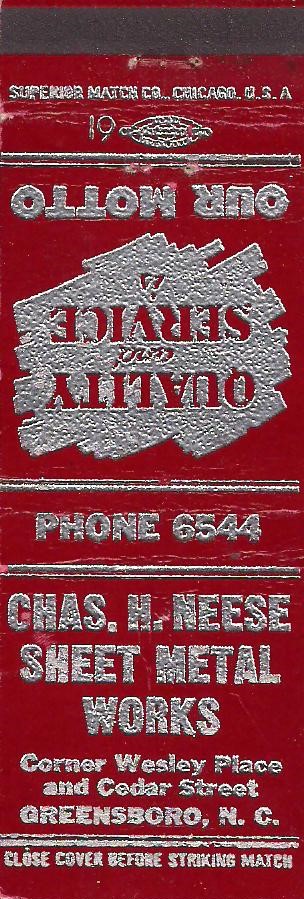 SUPERIOR MATCH CO., CHICAGO, U.S.A
19
OUR MOTTO
QUALITY
and
SERVICE
PHONE 6544
CHAS. H. NEESE
SHEET METAL
WORKS
Corner Wesley Place
and Cedar Street
GREENSBORO, N. C.
CLOSE COVER BEFORE STRIKING MATCH